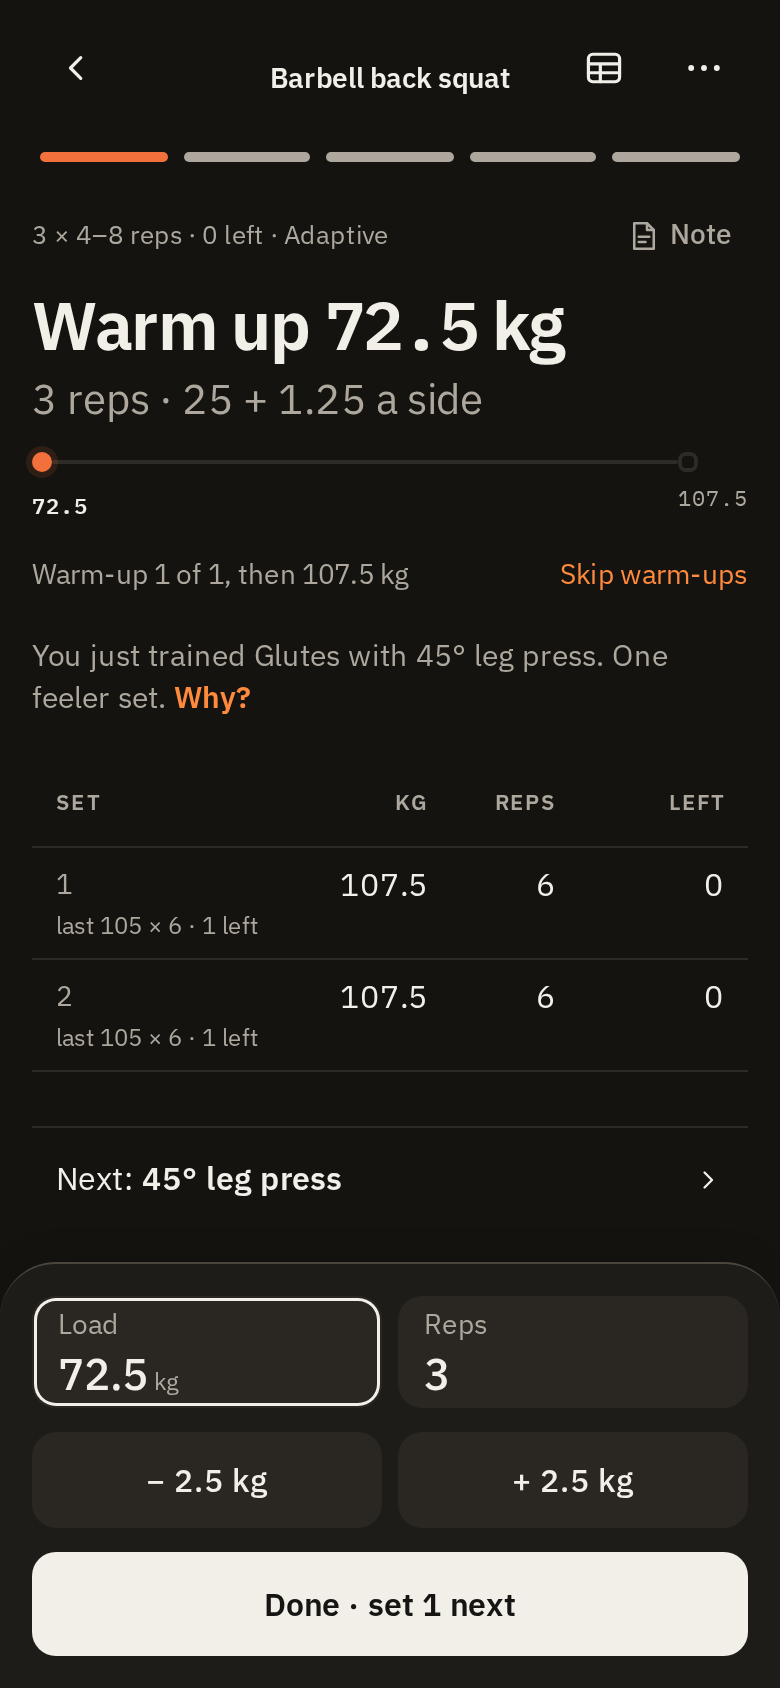 Barbell back squat
3 × 4–8 reps · 0 left · Adaptive
Note
Warm up 72.5 kg
3 reps · 25 + 1.25 a side
72.5
107.5
Warm-up 1 of 1, then 107.5 kg
Skip warm-ups
You just trained Glutes with 45° leg press. One
feeler set. Why?
SET KG REPS LEFT
1 107.5 6 0
last 105 × 6 · 1 left
2 107.5 6 0
last 105 × 6 · 1 left
Next: 45° leg press
Load
72.5 kg
Reps
3
− 2.5 kg
+ 2.5 kg
Done · set 1 next